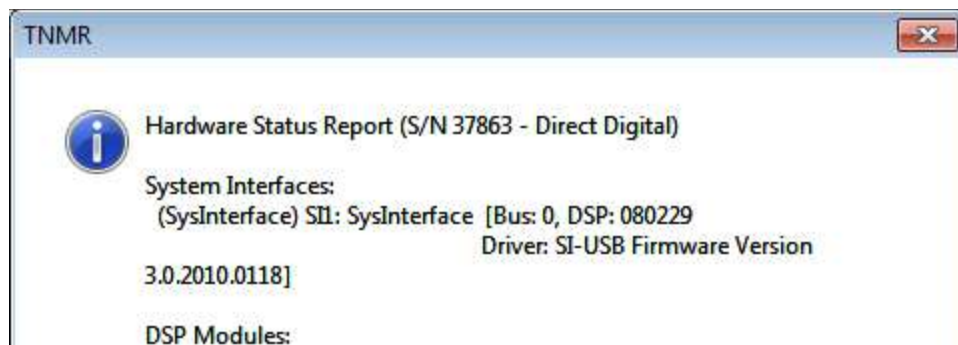 TNMR
Hardware Status Report (S/N 37863 - Direct Digital)
System Interfaces:
(SysInterface) SI1: SysInterface [Bus: 0, DSP: 080229
Driver: SI-USB Firmware Version
3.0.2010.0118]
DSP Modules: